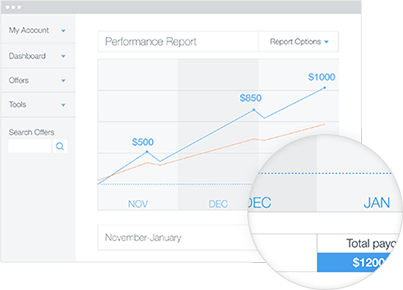 My Account
Performance Report
Report Options
Dashboard
Offers
Tools
Search Offers
$500
$850
$1000
NOV
DEC
DEC
JAN
November-January
Total payo
$1200